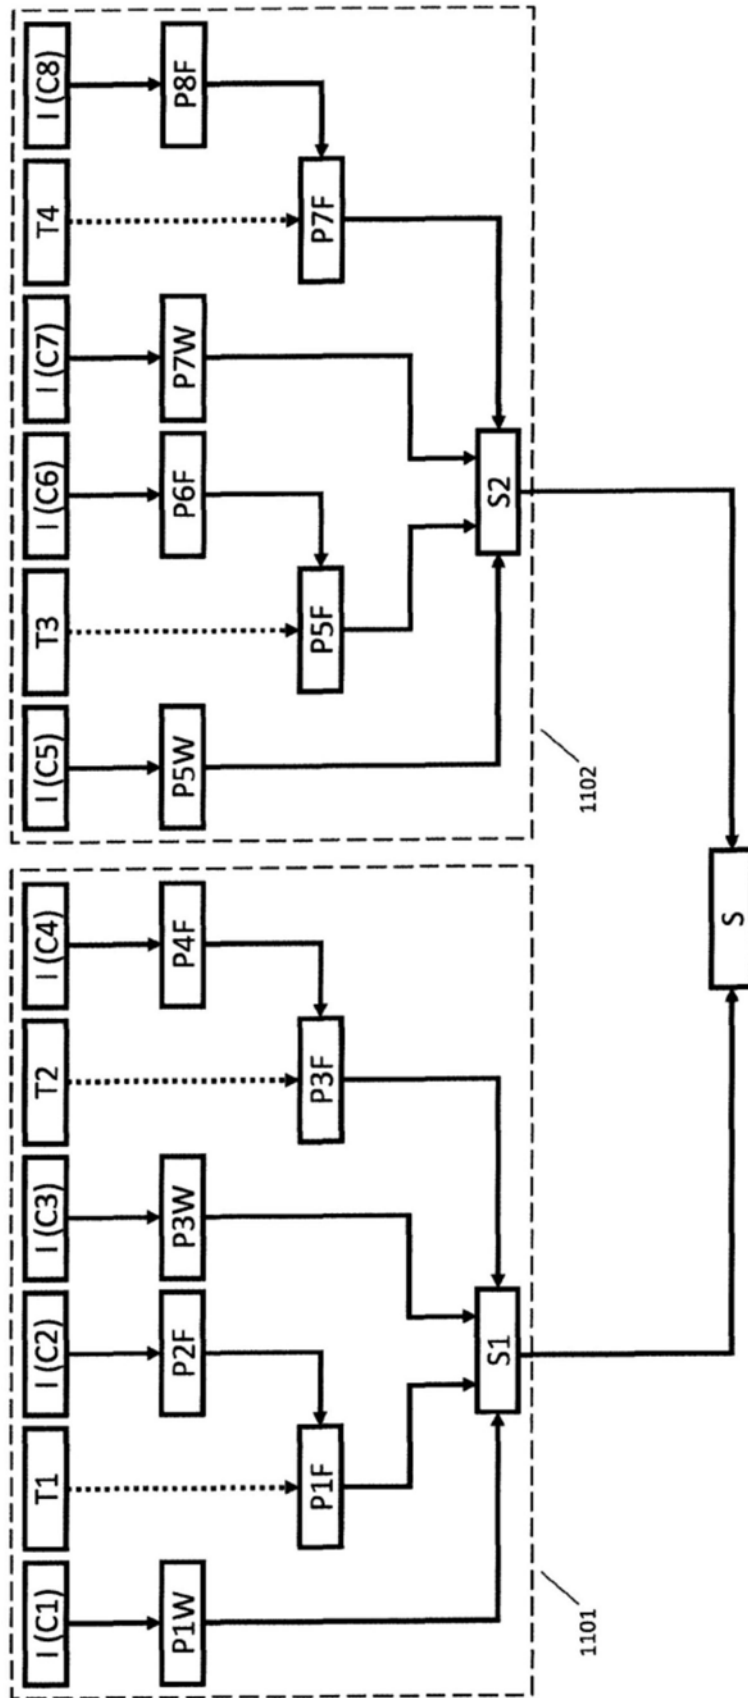 I (C1)
T1
I (C2)
I (C3)
T2
I (C4)
I (C5)
T3
I (C6)
I (C7)
T4
I (C8)
P1W
P2F
P3W
P4F
P5W
P6F
P7W
P8F
P1F
P3F
P5F
P7F
S1
S2
1101
1102
S